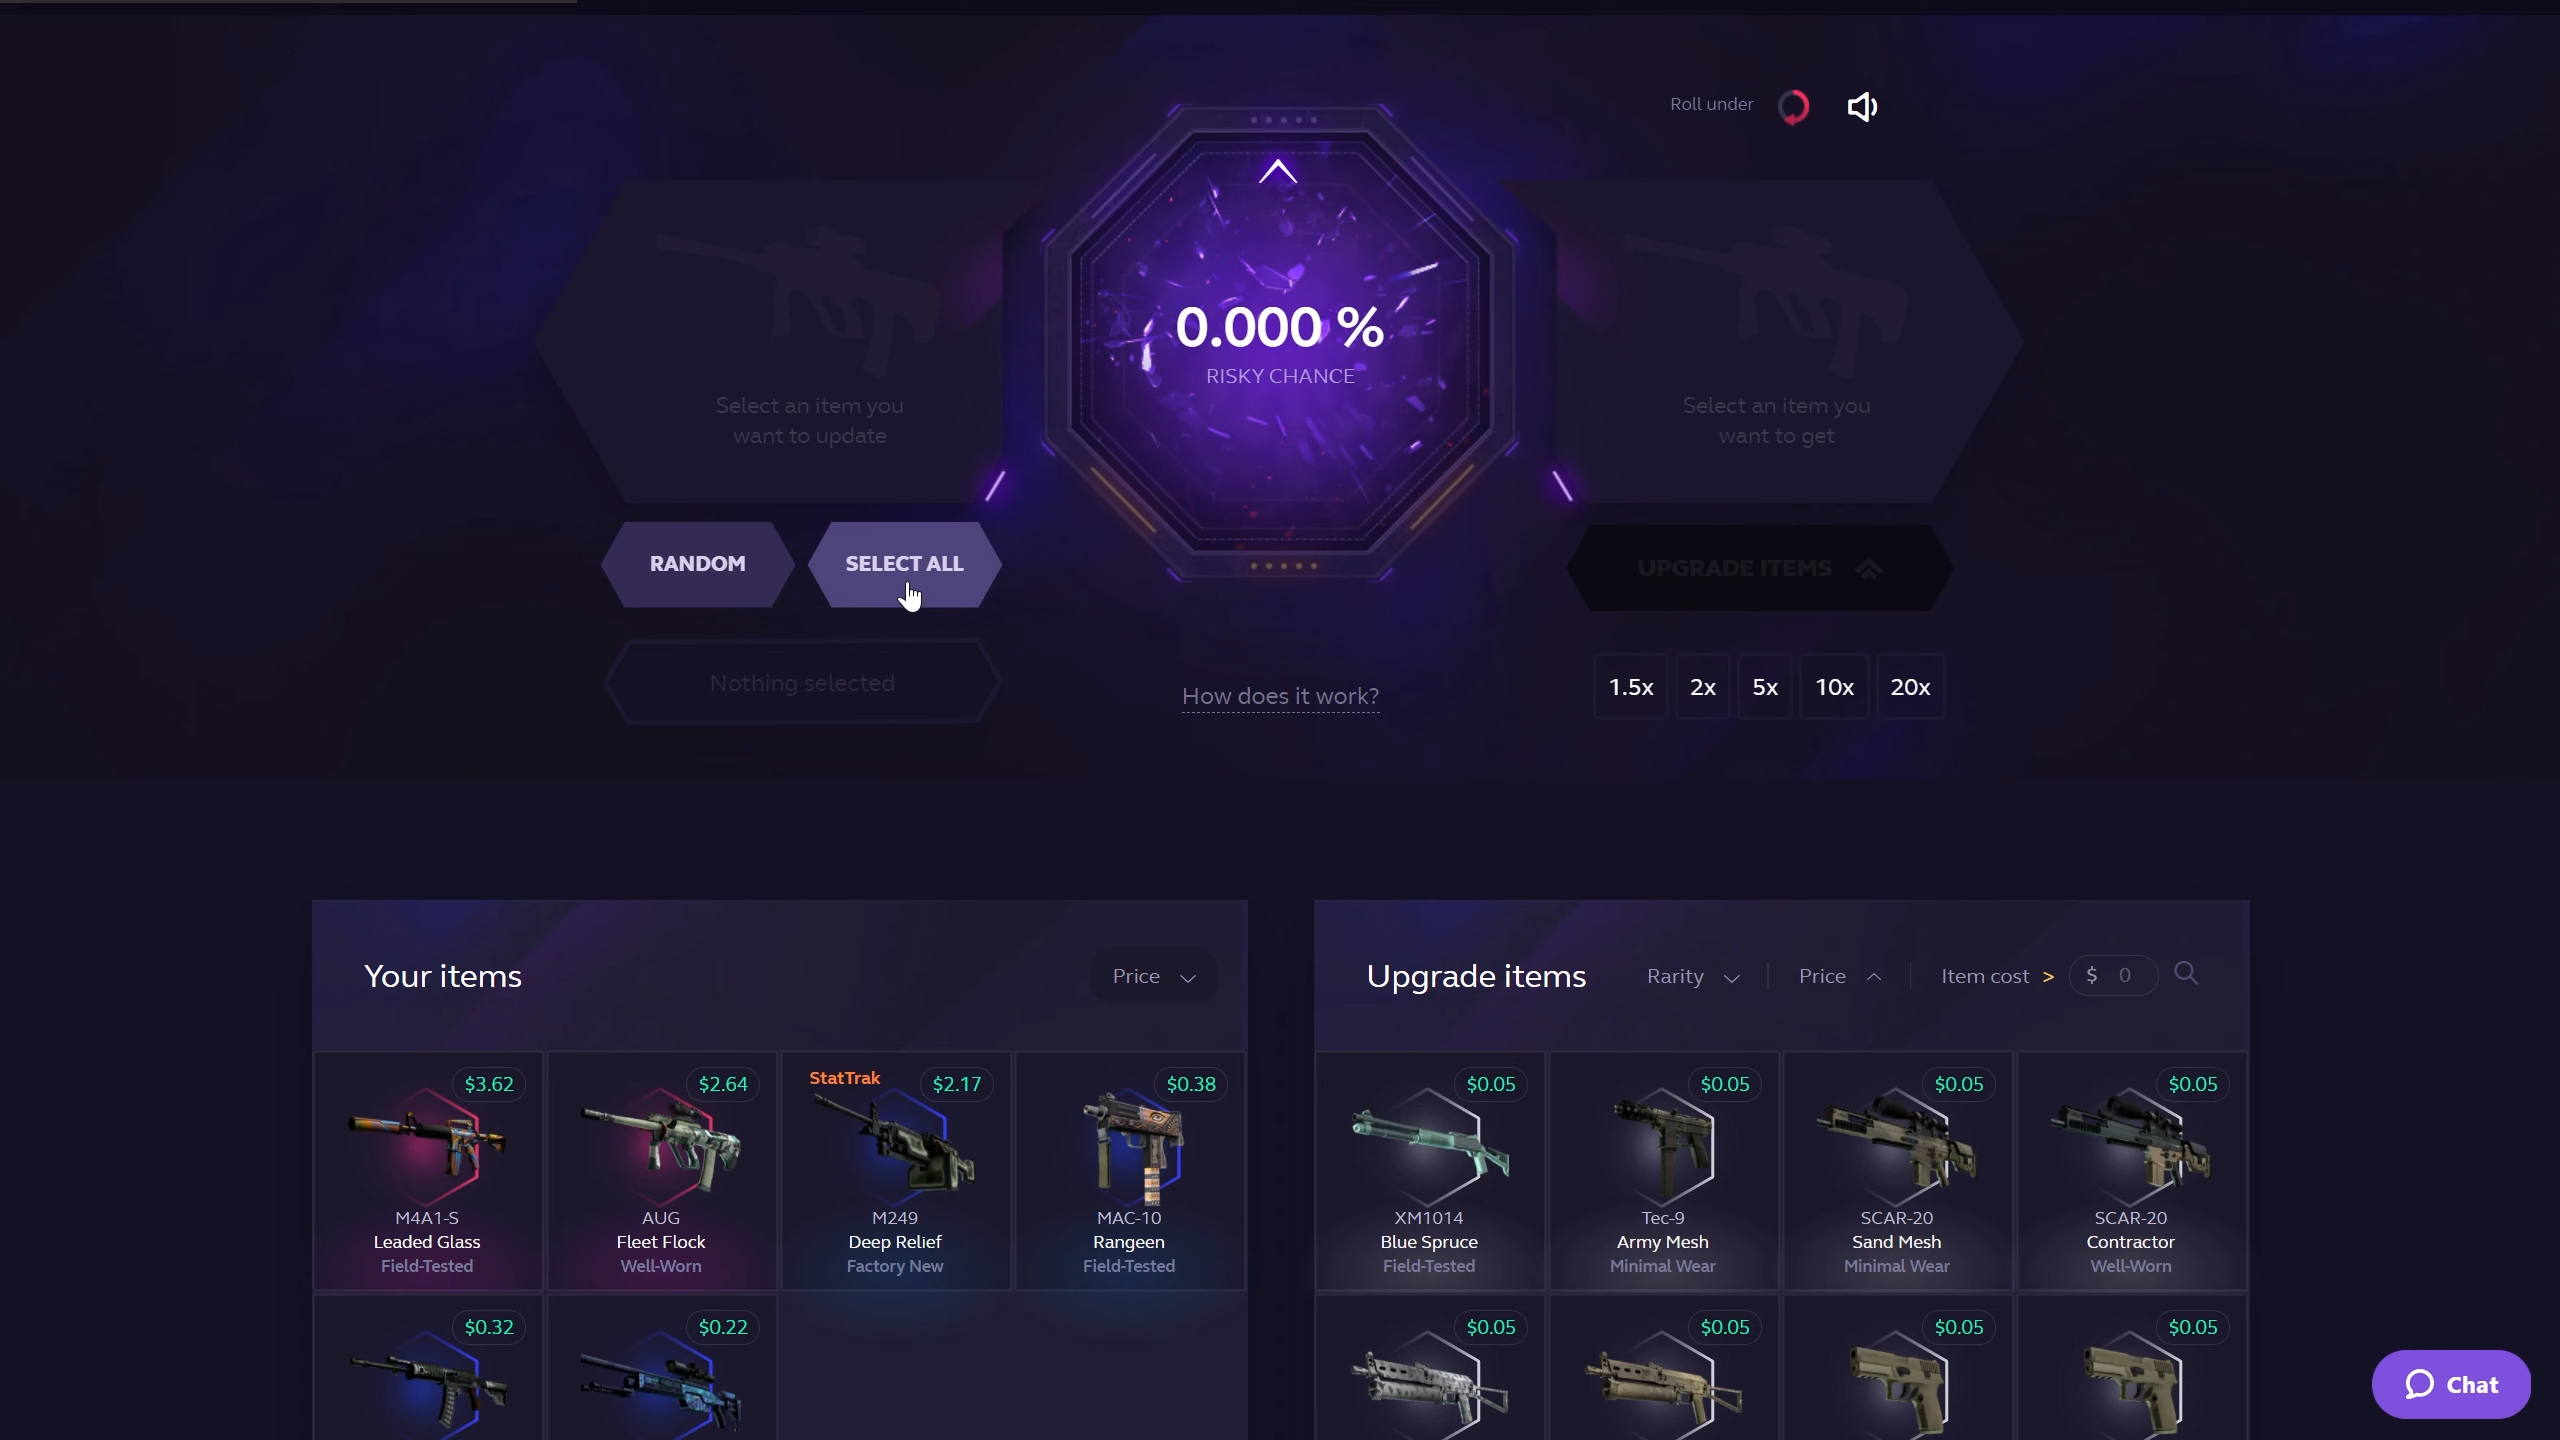 Roll under
0.000 %
RISKY CHANCE
Select an item you
want to update
Select an item you
want to get
RANDOM
SELECT ALL
UPGRADE ITEMS
Nothing selected
How does it work?
1.5x 2x 5x 10x 20x
Your items
Price
Upgrade items
Rarity
Price
Item cost > $ 0
$3.62
M4A1-S
Leaded Glass
Field-Tested
$2.64
AUG
Fleet Flock
Well-Worn
StatTrak $2.17
M249
Deep Relief
Factory New
$0.38
MAC-10
Rangeen
Field-Tested
$0.32
$0.22
$0.05
XM1014
Blue Spruce
Field-Tested
$0.05
Tec-9
Army Mesh
Minimal Wear
$0.05
SCAR-20
Sand Mesh
Minimal Wear
$0.05
SCAR-20
Contractor
Well-Worn
$0.05
$0.05
$0.05
$0.05
Chat